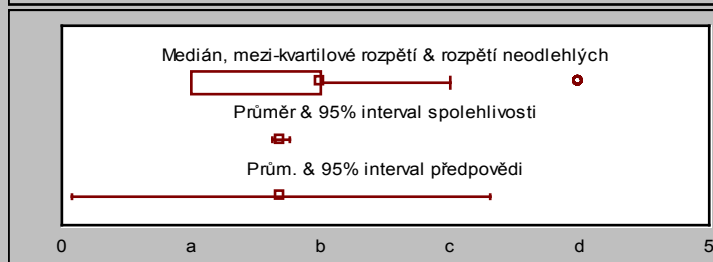 Medián, mezi-kvartilové rozpětí & rozpětí neodlehlých
Průměr & 95% interval spolehlivosti
Prům. & 95% interval předpovědi
0 a b c d 5